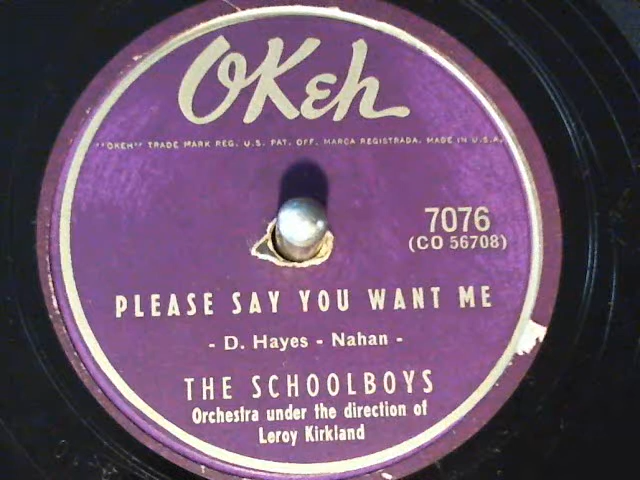 OKeh
"OKEH" TRADE MARK REG. U.S. PAT. OFF. MARCA REGISTRADA. MADE IN U.S.A.
7076
(CO 56708)
PLEASE SAY YOU WANT ME
- D. Hayes - Nahan -
THE SCHOOLBOYS
Orchestra under the direction of
Leroy Kirkland